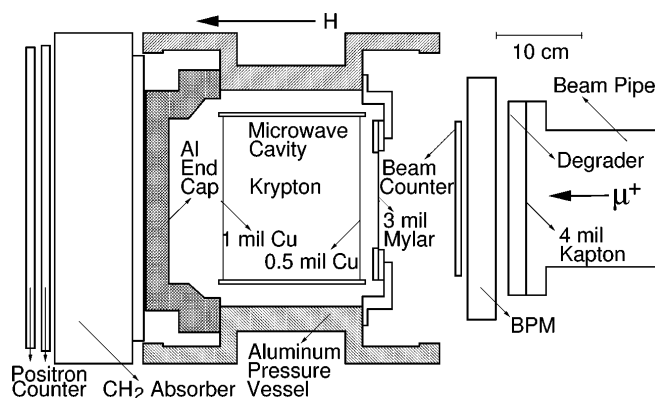 H
10 cm
Beam Pipe
Microwave
Cavity
Krypton
Al
End
Cap
Beam
Counter
Degrader
μ+
3 mil
Mylar
1 mil Cu
0.5 mil Cu
4 mil
Kapton
BPM
Positron
Counter
CH2 Absorber
Aluminum
Pressure
Vessel